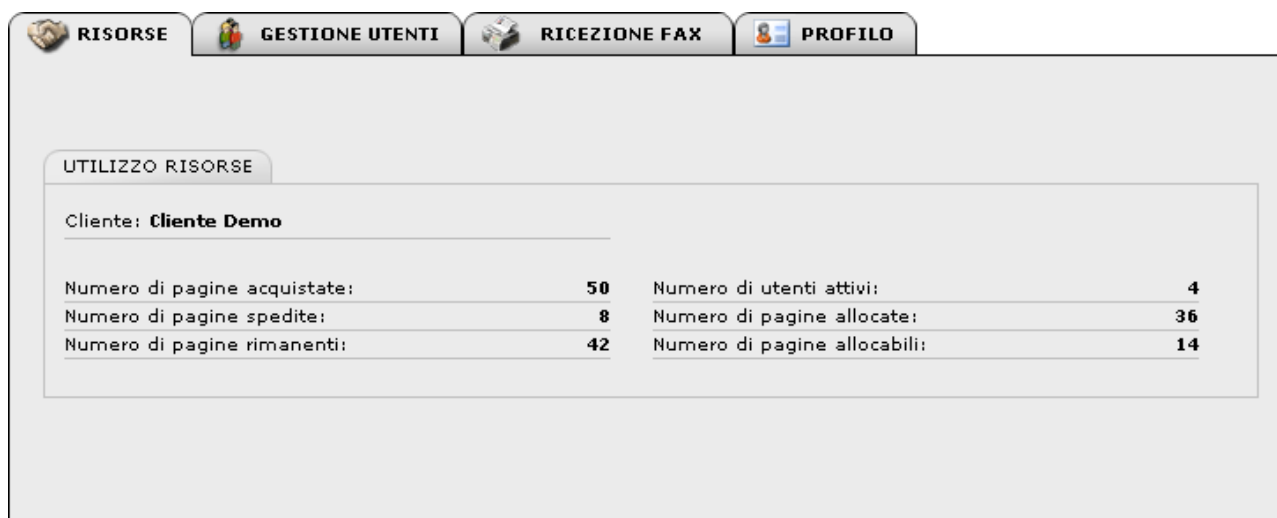 RISORSE GESTIONE UTENTI RICEZIONE FAX PROFILO
UTILIZZO RISORSE
Cliente: Cliente Demo
Numero di pagine acquistate: 50 Numero di utenti attivi: 4
Numero di pagine spedite: 8 Numero di pagine allocate: 36
Numero di pagine rimanenti: 42 Numero di pagine allocabili: 14